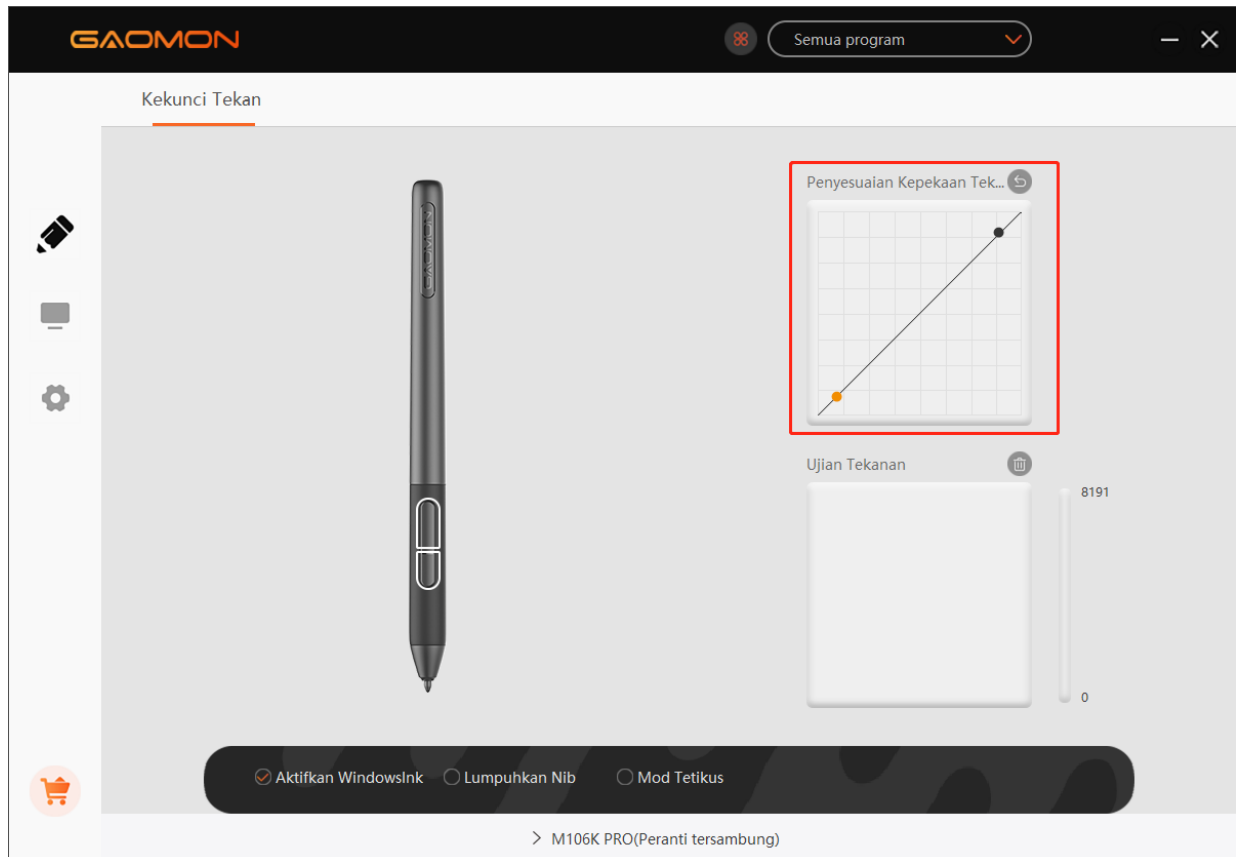 GAOMON
Semua program
Kekunci Tekan
Penyesuaian Kepekaan Tek...
GAOMON
Ujian Tekanan
8191
0
Aktifkan WindowsInk Lumpuhkan Nib Mod Tetikus
M106K PRO(Peranti tersambung)